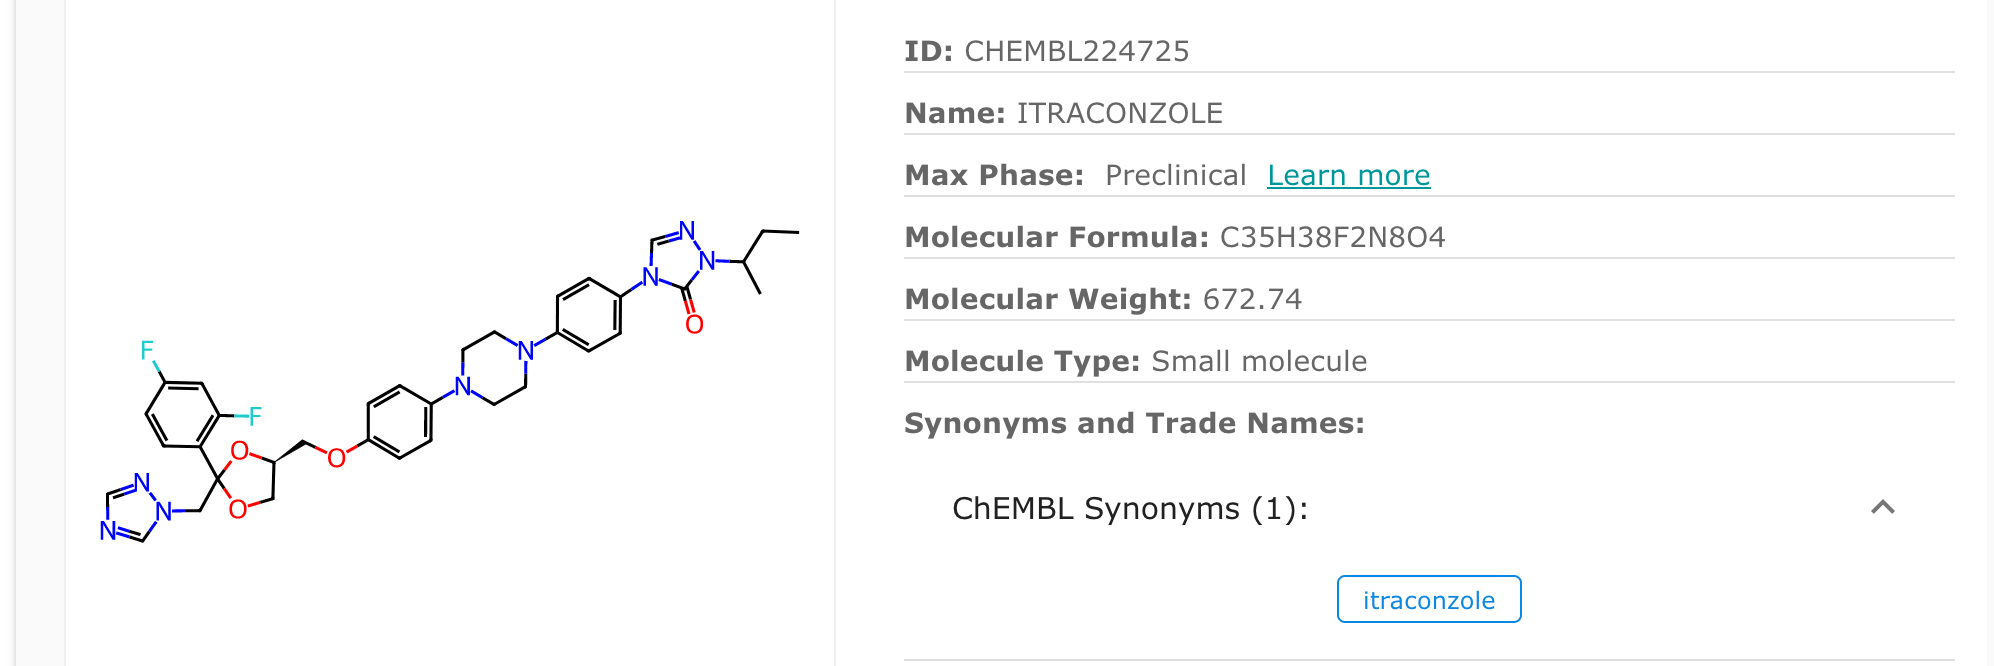 ID: CHEMBL224725
Name: ITRACONZOLE
Max Phase: Preclinical Learn more
Molecular Formula: C35H38F2N8O4
Molecular Weight: 672.74
Molecule Type: Small molecule
Synonyms and Trade Names:
ChEMBL Synonyms (1):
itraconzole
N
N
N
O
N
N
F
F
O
O
O
N
N
N